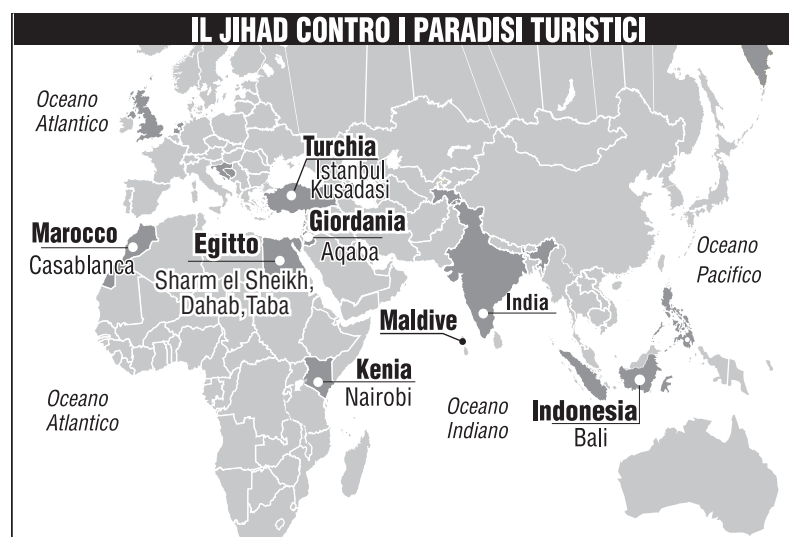 IL JIHAD CONTRO I PARADISI TURISTICI
Oceano
Atlantico
Turchia
Istanbul
Kusadasi
Marocco
Casablanca
Egitto
Sharm el Sheikh,
Dahab,Taba
Giordania
Aqaba
Oceano
Pacifico
India
Maldive
Kenia
Nairobi
Oceano
Atlantico
Oceano
Indiano
Indonesia
Bali